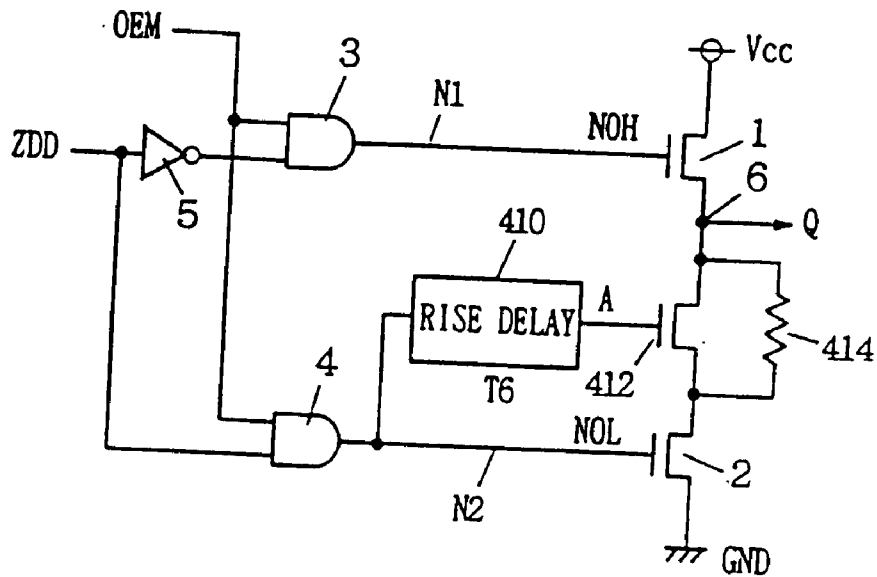 OEM
3
Vcc
N1
NOH
1
ZDD
5
6
Q
410
RISE DELAY
A
T6
412
414
4
NOL
2
N2
GND